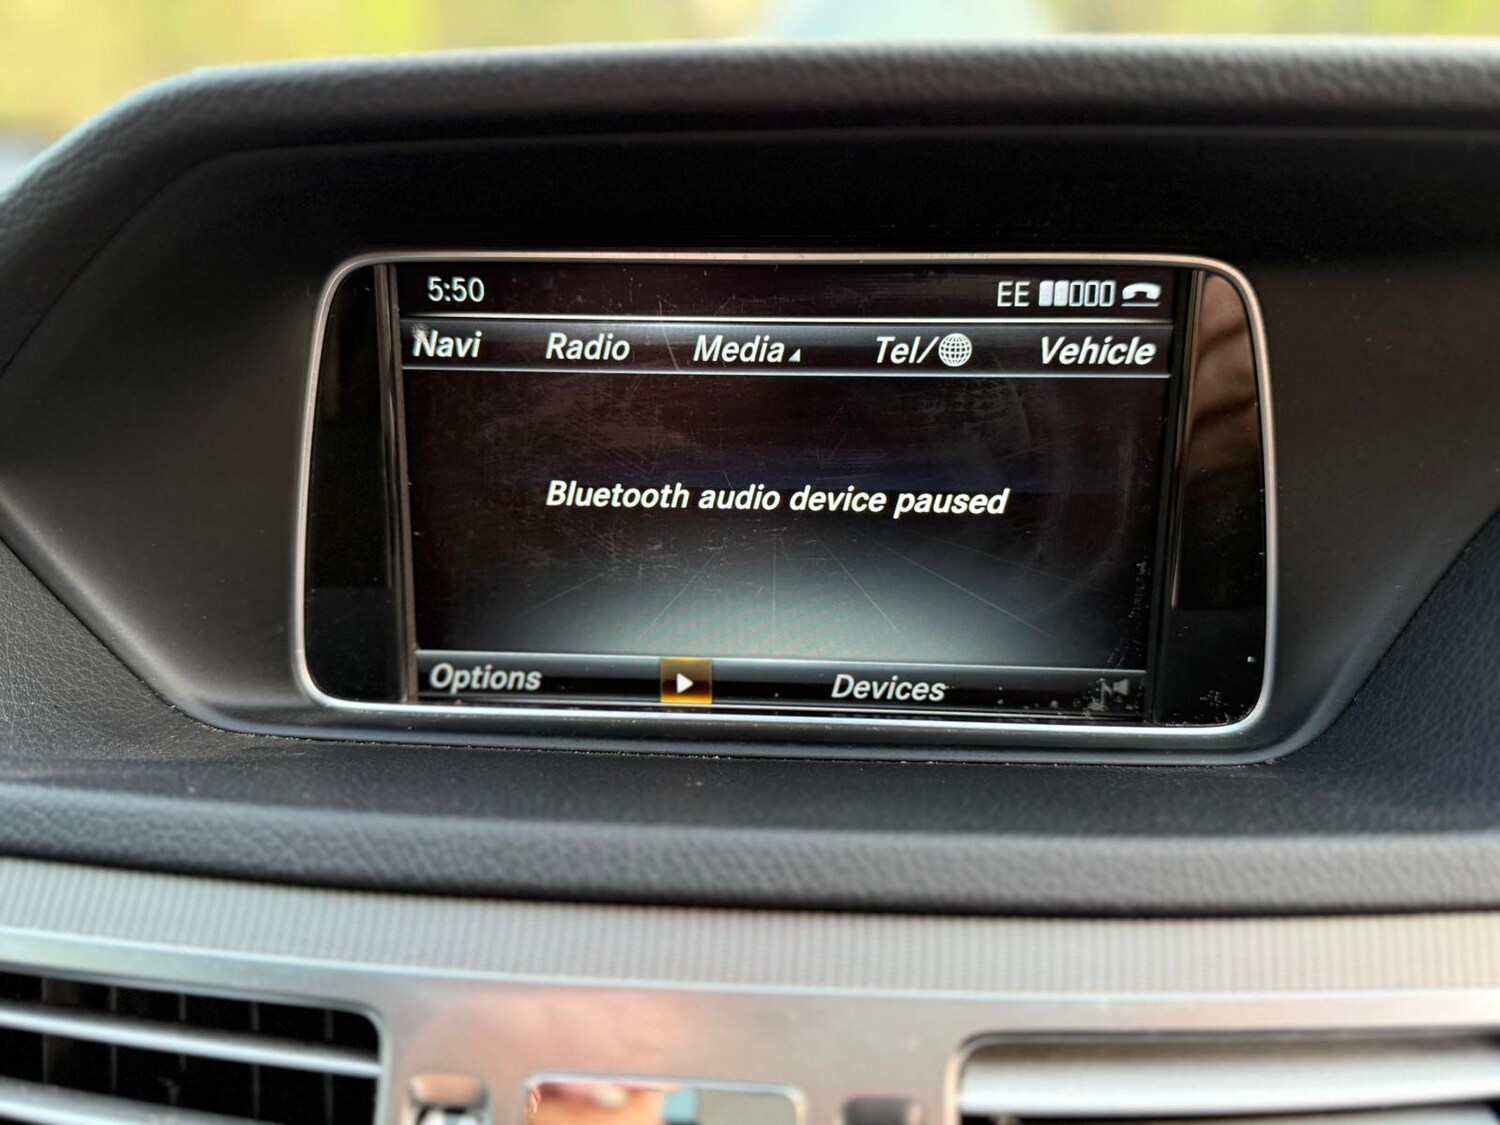 5:50 EE
Navi Radio Media Tel/ Vehicle
Bluetooth audio device paused
Options Devices